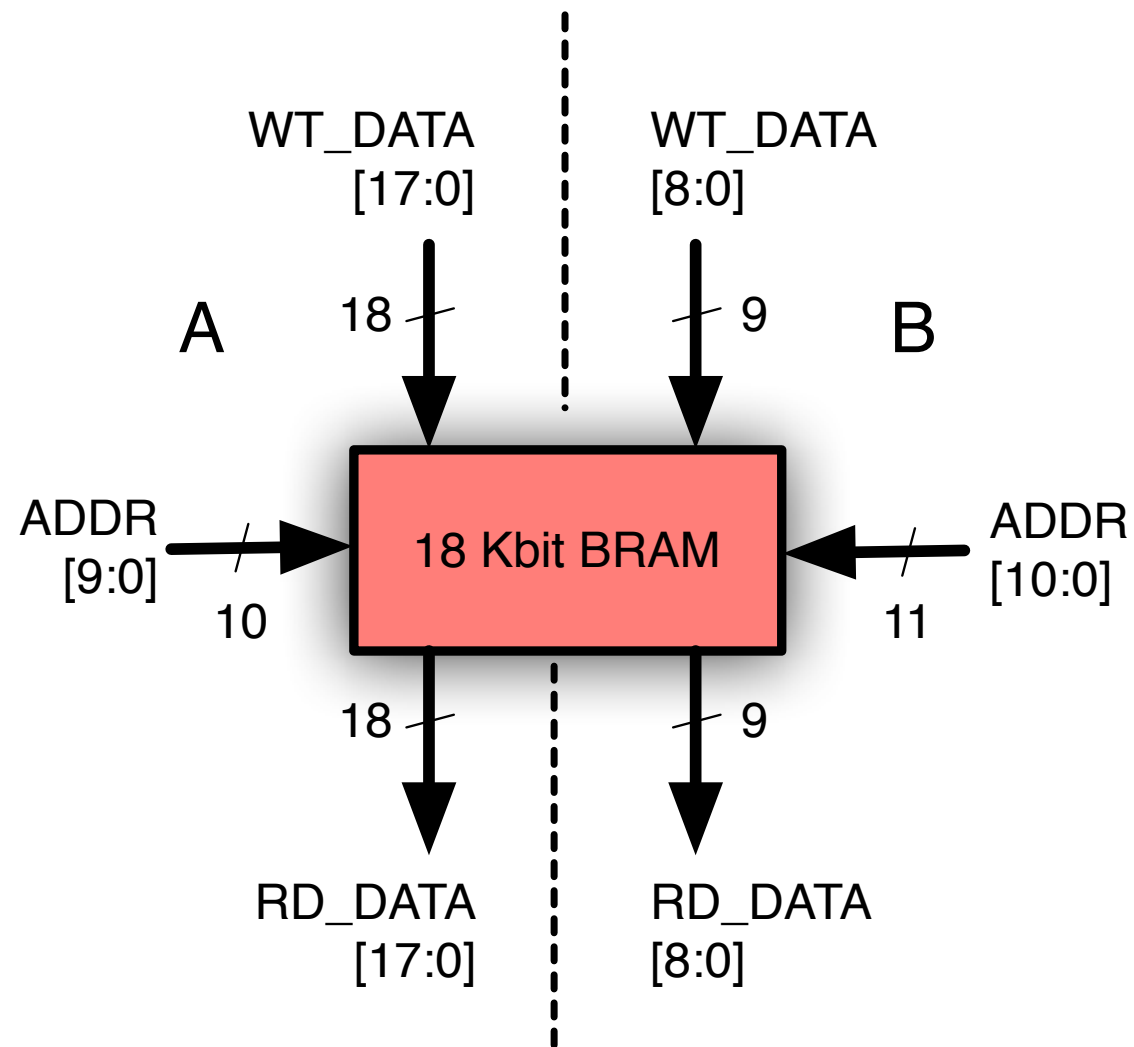 WT_DATA
[17:0]
WT_DATA
[8:0]
A
18
9
B
ADDR
[9:0]
10
18 Kbit BRAM
ADDR
[10:0]
11
18
9
RD_DATA
[17:0]
RD_DATA
[8:0]